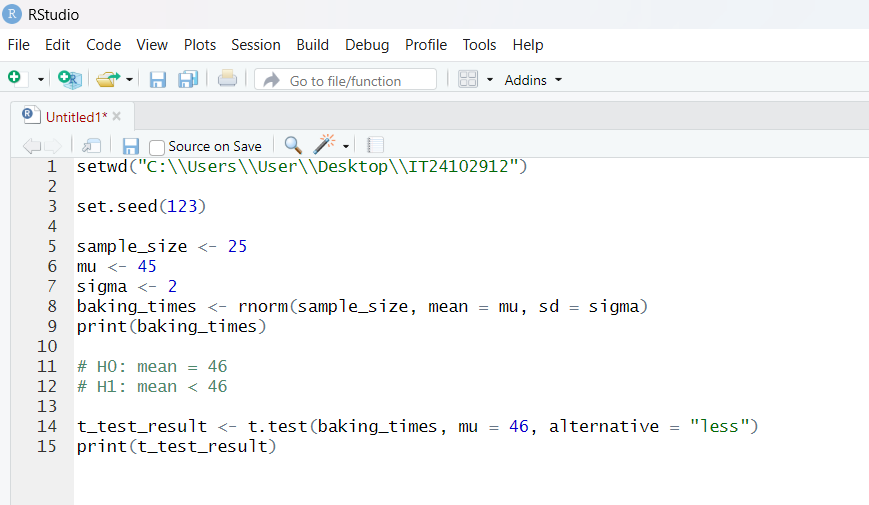 RStudio
File Edit Code View Plots Session Build Debug Profile Tools Help
Go to file/function Addins
Untitled1*
Source on Save
1 setwd("C:\\Users\\User\\Desktop\\IT24102912")
2
3 set.seed(123)
4
5 sample_size <- 25
6 mu <- 45
7 sigma <- 2
8 baking_times <- rnorm(sample_size, mean = mu, sd = sigma)
9 print(baking_times)
10
11 # H0: mean = 46
12 # H1: mean < 46
13
14 t_test_result <- t.test(baking_times, mu = 46, alternative = "less")
15 print(t_test_result)